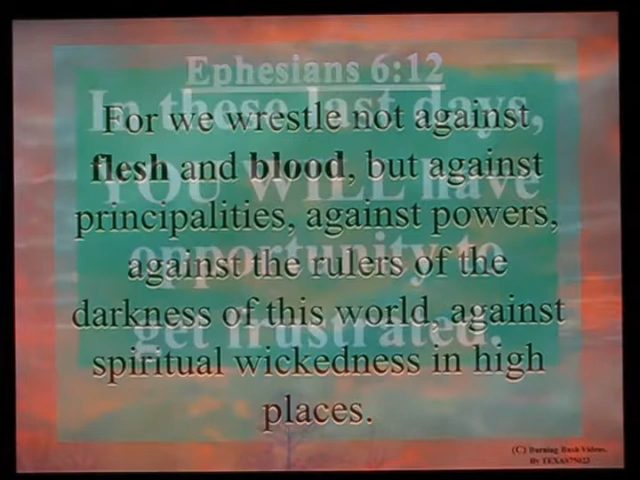 Ephesians 6:12
In these last days,
For we wrestle not against
flesh and blood, but against
YOU WILL have
principalities, against powers,
opportunity to
against the rulers of the
darkness of this world, against
get frustrated.
spiritual wickedness in high
places.
(C) Burning Bush Videos.
By TEXAS75023